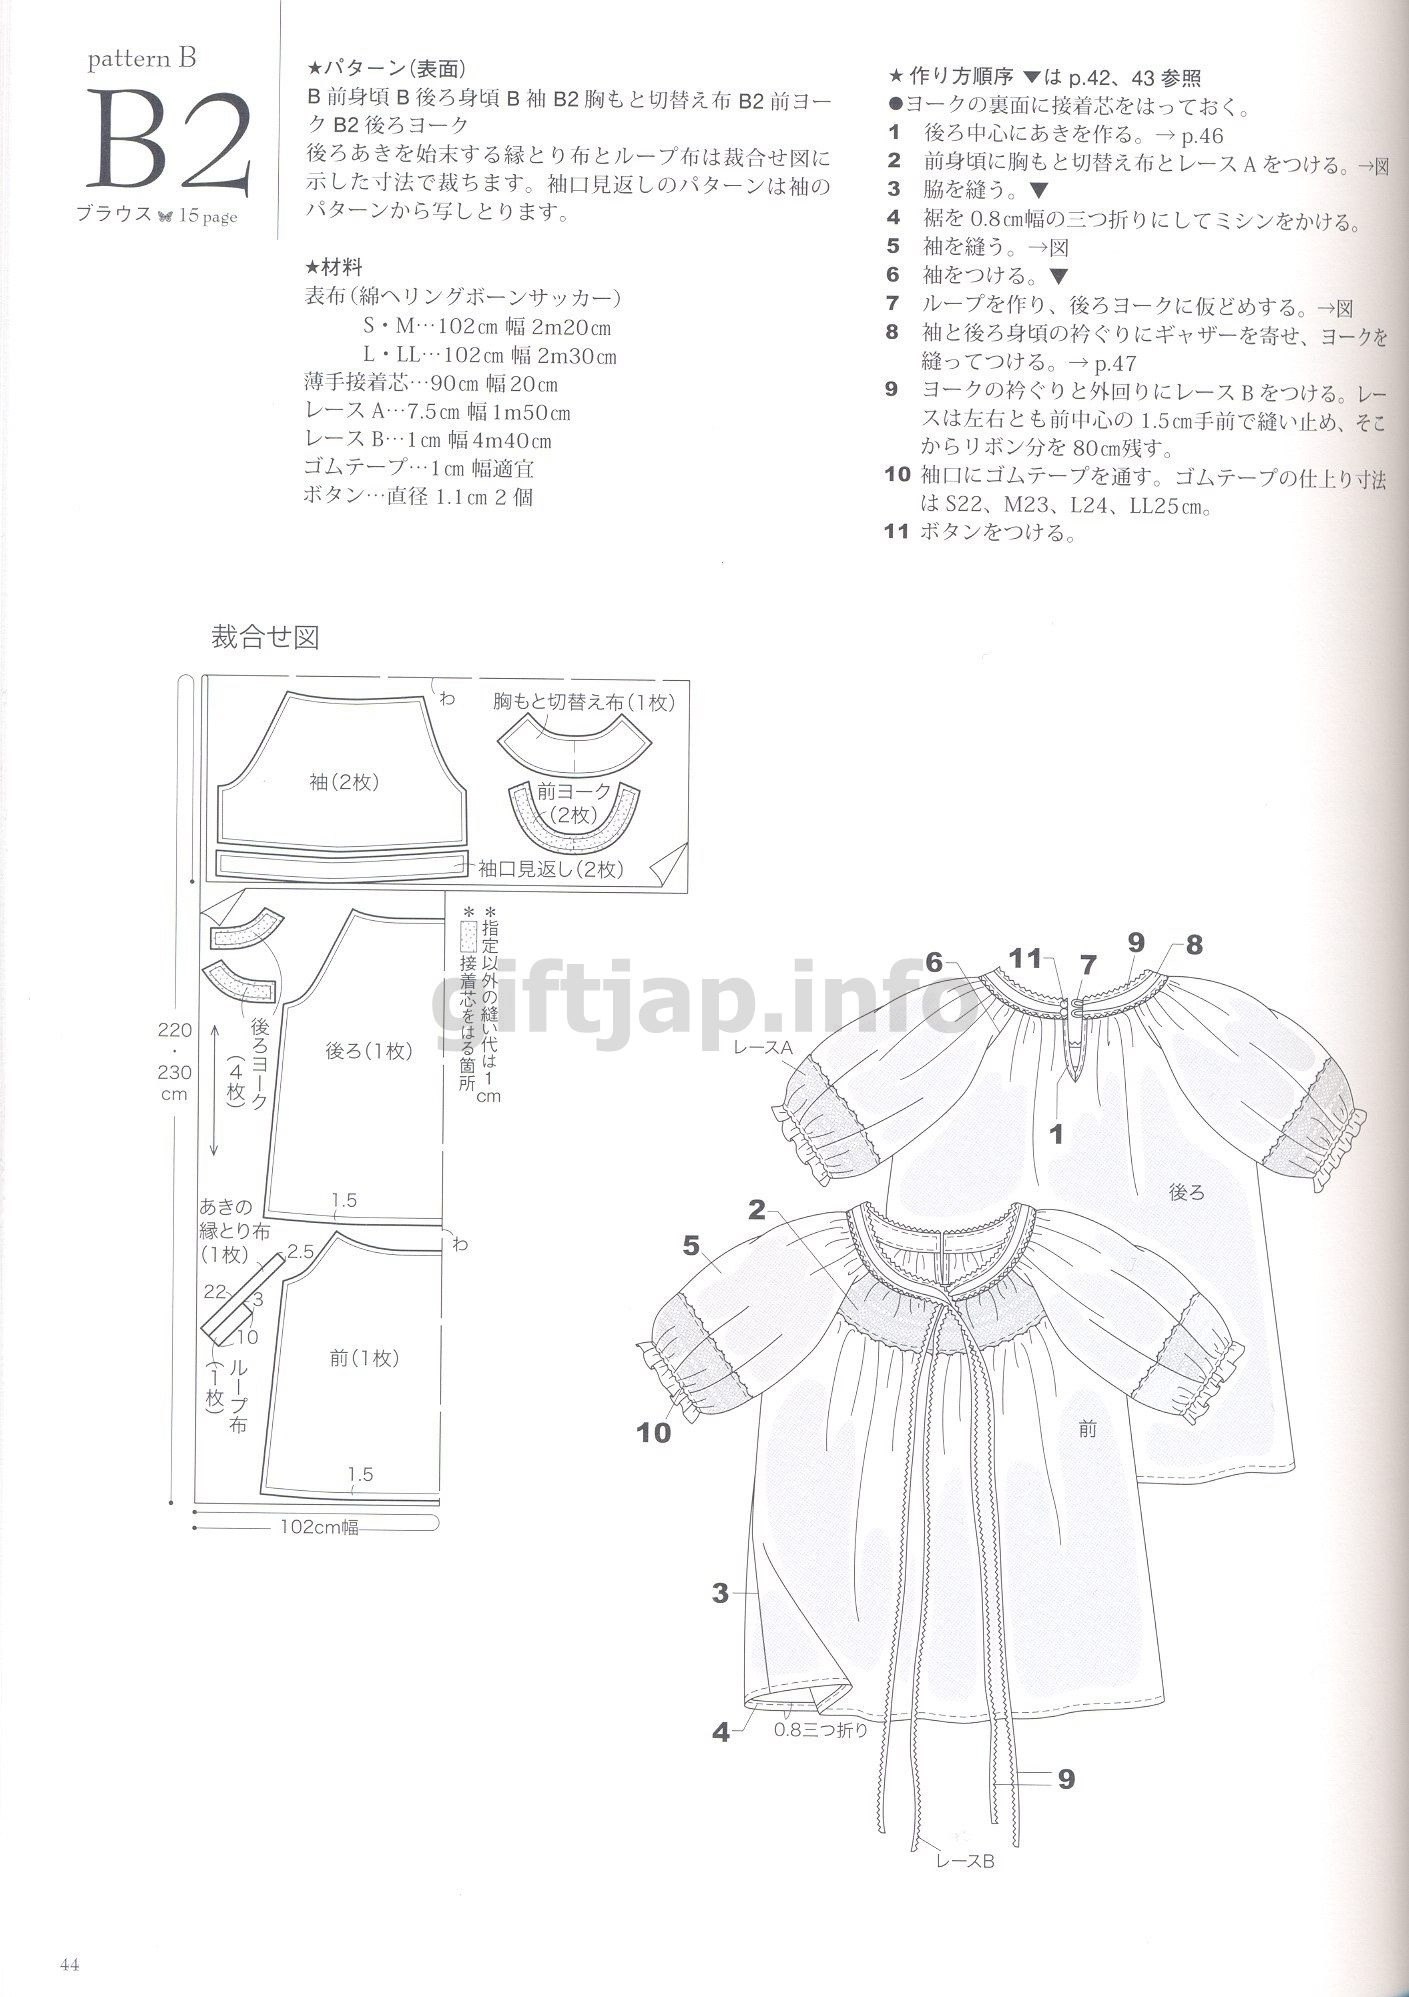 pattern B
B2
ブラウス 15 page
★パターン(表面)
B 前身頃 B 後ろ身頃 B 袖 B2 胸もと切替え布 B2 前ヨー
ク B2 後ろヨーク
後ろあきを始末する縁とり布とループ布は裁合せ図に
示した寸法で裁ちます。袖口見返しのパターンは袖の
パターンから写しとります。
★材料
表布(綿ヘリングボーンサッカー)
S・M…102cm 幅 2m20cm
L・LL…102cm 幅 2m30cm
薄手接着芯…90cm 幅 20cm
レース A…7.5cm 幅 1m50cm
レース B…1cm 幅 4m40cm
ゴムテープ…1cm 幅適宜
ボタン…直径 1.1cm 2 個
★ 作り方順序 ▼は p.42、43 参照
●ヨークの裏面に接着芯をはっておく。
1 後ろ中心にあきを作る。→ p.46
2 前身頃に胸もと切替え布とレース A をつける。→図
3 脇を縫う。▼
4 裾を 0.8cm幅の三つ折りにしてミシンをかける。
5 袖を縫う。→図
6 袖をつける。▼
7 ループを作り、後ろヨークに仮どめする。→図
8 袖と後ろ身頃の衿ぐりにギャザーを寄せ、ヨークを
縫ってつける。→ p.47
9 ヨークの衿ぐりと外回りにレース B をつける。レー
スは左右とも前中心の 1.5cm手前で縫い止め、そこ
からリボン分を 80cm残す。
10 袖口にゴムテープを通す。ゴムテープの仕上り寸法
は S22、M23、L24、LL25cm。
11 ボタンをつける。
裁合せ図
わ
胸もと切替え布(1枚)
袖(2枚)
前ヨーク
(2枚)
袖口見返し(2枚)
＊指定以外の縫い代は1cm
＊接着芯をはる箇所
後ろヨーク
(4枚)
後ろ(1枚)
220
・
230
cm
1.5
あきの
縁とり布
(1枚)
2.5
わ
22
3
10
ループ布
(1枚)
前(1枚)
1.5
102cm幅
giftjap.info
6
11
7
9
8
レースA
1
後ろ
2
5
10
前
3
4
0.8三つ折り
9
レースB
44